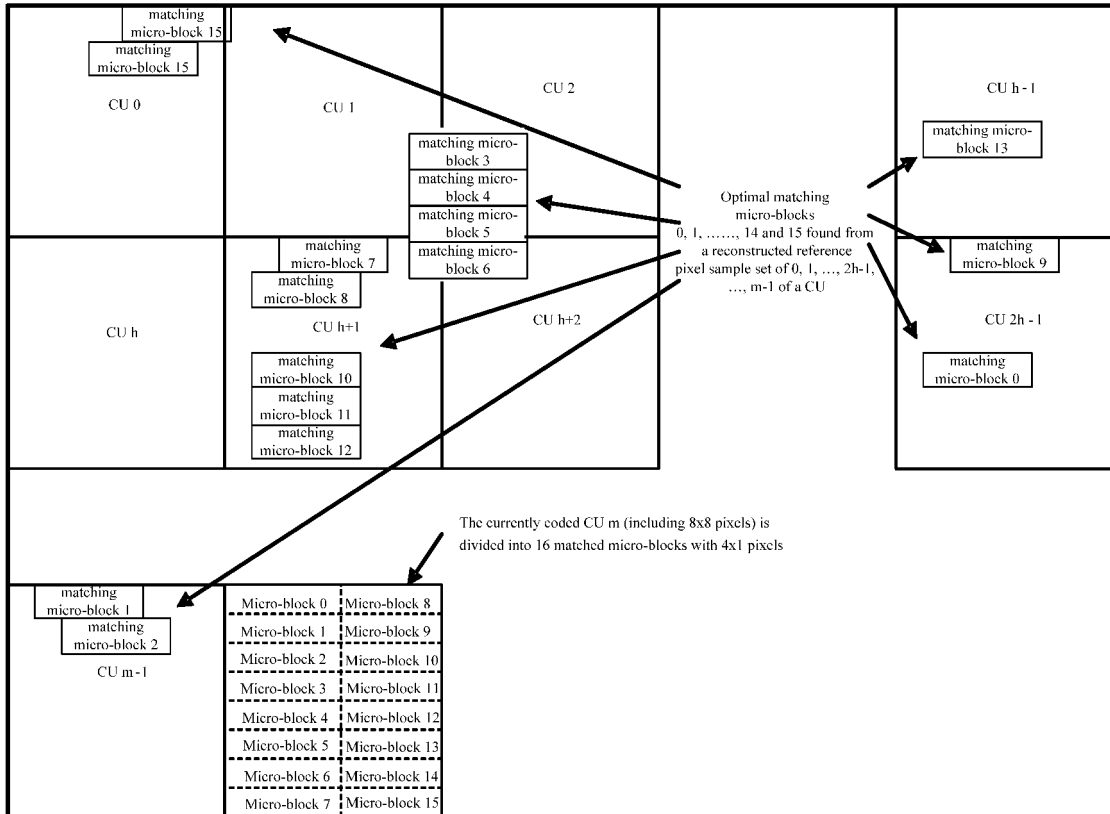 matching
micro-block 15
matching
micro-block 15
CU 0
CU 1
CU 2
CU h-1
matching micro-
block 3
matching micro-
block 4
matching micro-
block 5
matching micro-
block 6
matching micro-
block 13
Optimal matching
micro-blocks
0, 1, ……, 14 and 15 found from
a reconstructed reference
pixel sample set of 0, 1, …, 2h-1,
…, m-1 of a CU
matching
micro-block 7
matching
micro-block 8
matching
micro-block 9
CU h
CU h+1
CU h+2
CU 2h-1
matching
micro-block 10
matching
micro-block 11
matching
micro-block 12
matching
micro-block 0
The currently coded CU m (including 8x8 pixels) is
divided into 16 matched micro-blocks with 4x1 pixels
matching
micro-block 1
matching
micro-block 2
CU m-1
Micro-block 0 Micro-block 8
Micro-block 1 Micro-block 9
Micro-block 2 Micro-block 10
Micro-block 3 Micro-block 11
Micro-block 4 Micro-block 12
Micro-block 5 Micro-block 13
Micro-block 6 Micro-block 14
Micro-block 7 Micro-block 15